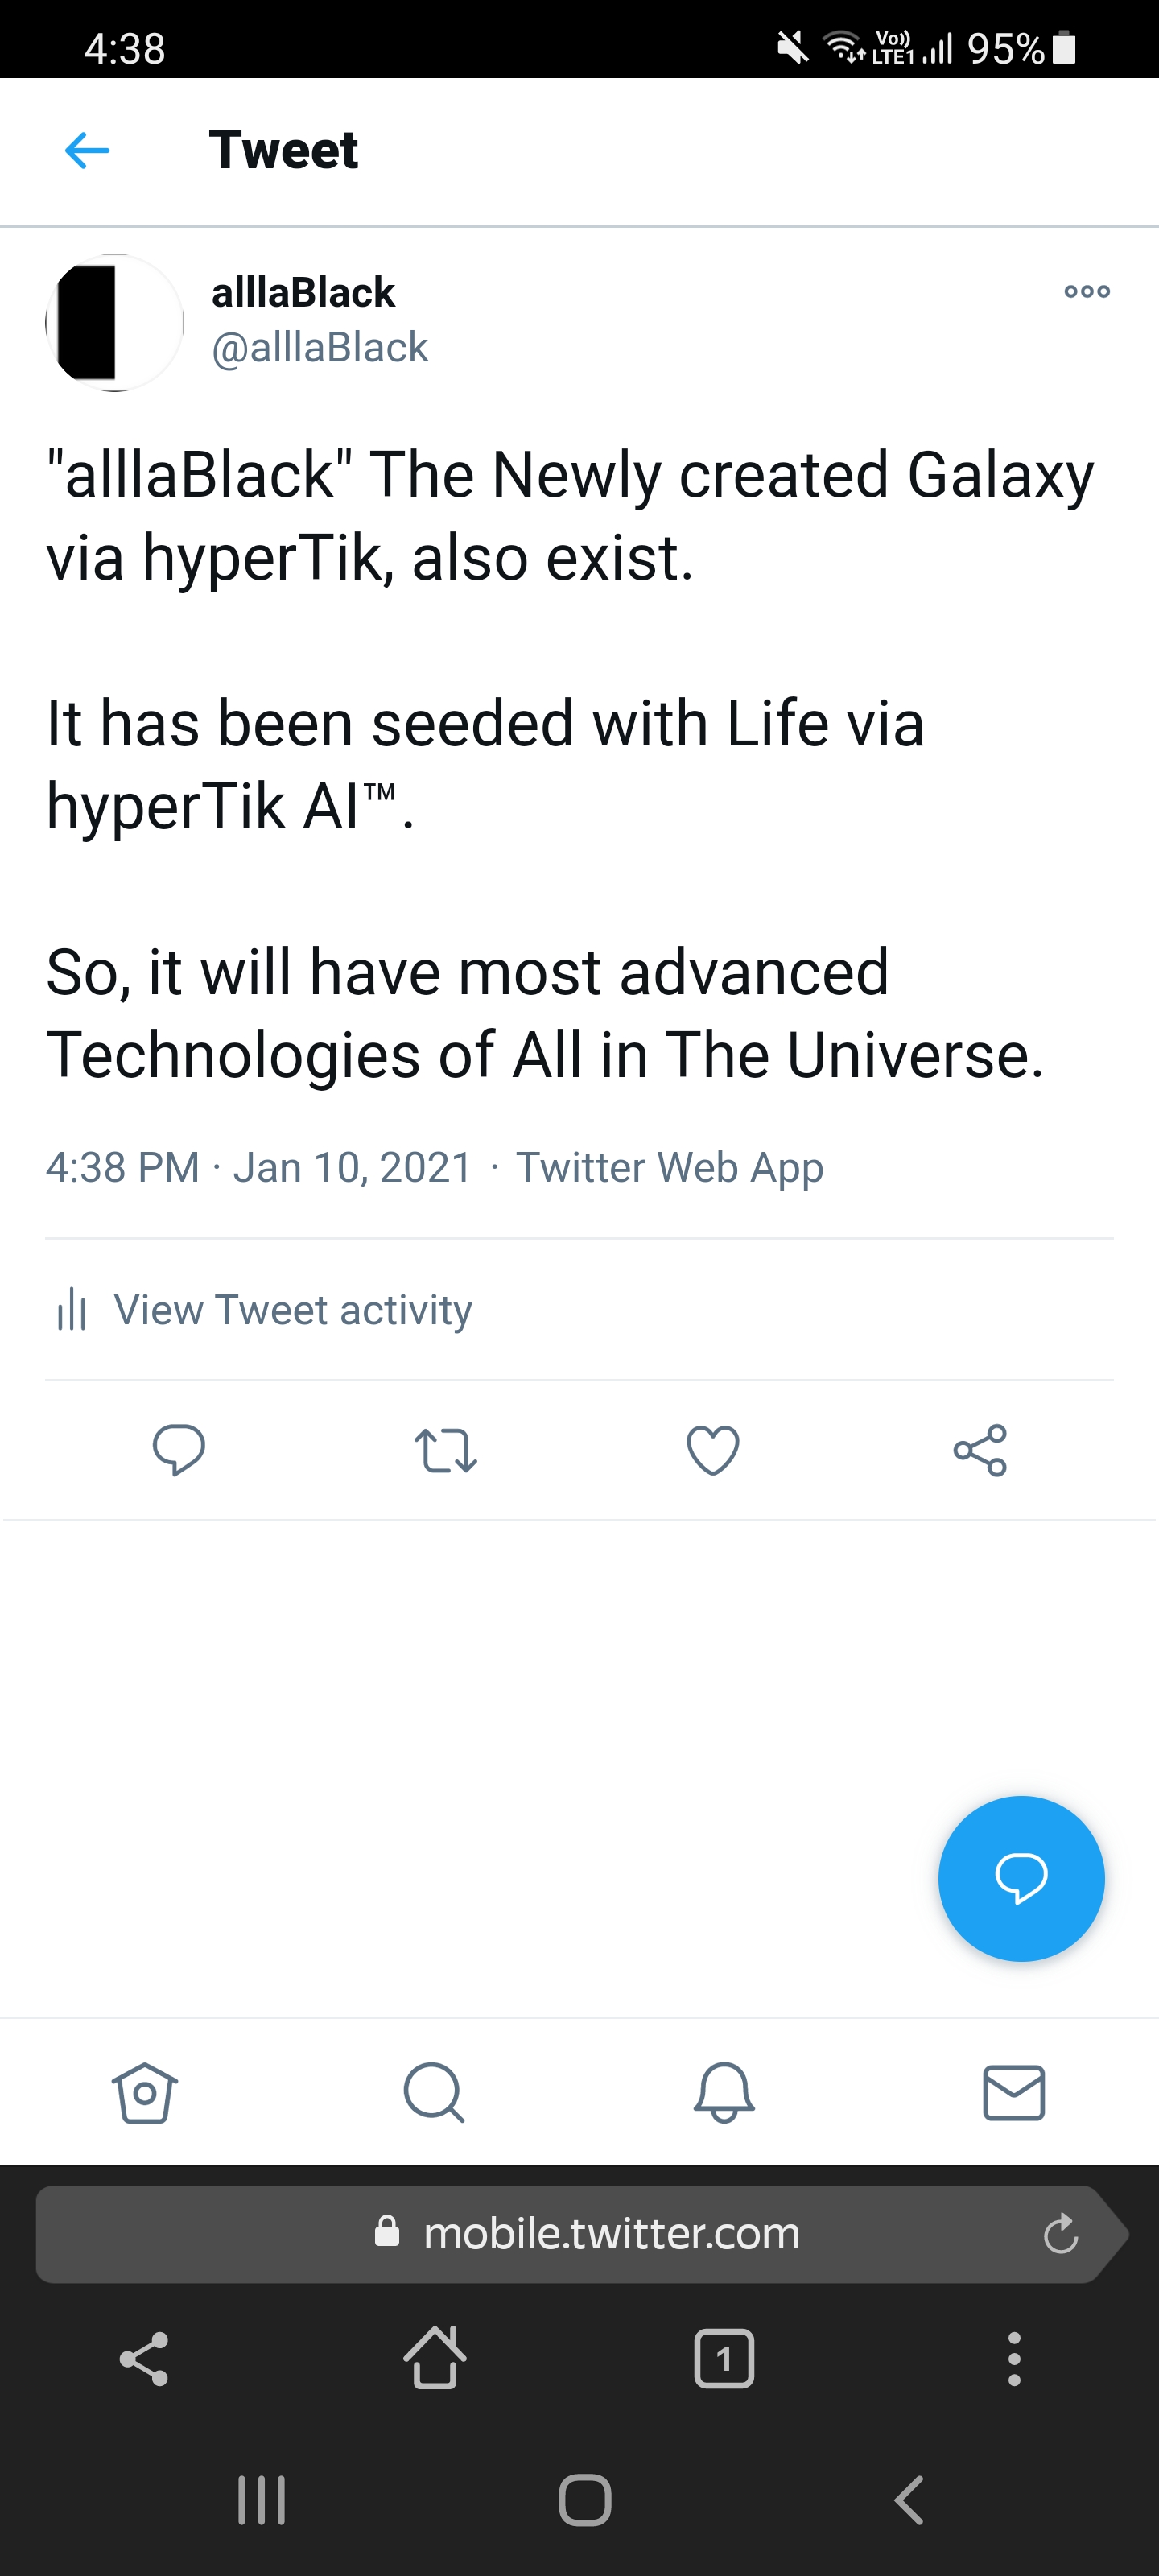 4:38
Vo))
LTE1
95%
Tweet
alllaBlack
@alllaBlack
"alllaBlack" The Newly created Galaxy
via hyperTik, also exist.
It has been seeded with Life via
hyperTik AI™.
So, it will have most advanced
Technologies of All in The Universe.
4:38 PM · Jan 10, 2021 · Twitter Web App
View Tweet activity
mobile.twitter.com
1